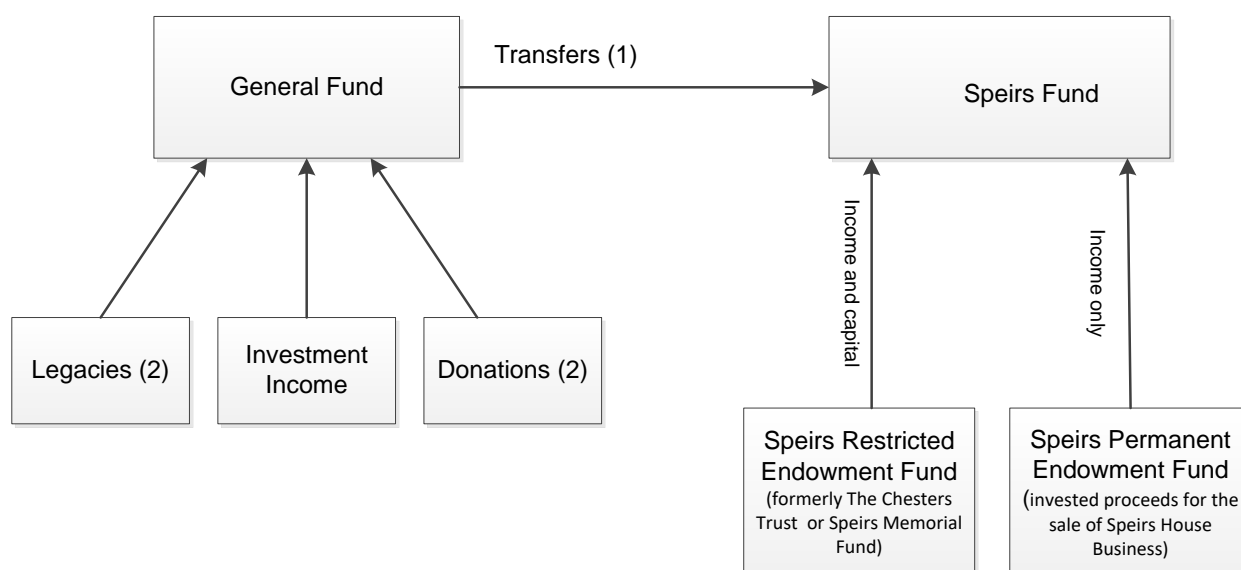 Transfers (1)
General Fund
Speirs Fund
Income and capital
Income only
Legacies (2)
Investment
Income
Donations (2)
Speirs Restricted
Endowment Fund
(formerly The Chesters
Trust or Speirs Memorial
Fund)
Speirs Permanent
Endowment Fund
(invested proceeds for the
sale of Speirs House
Business)